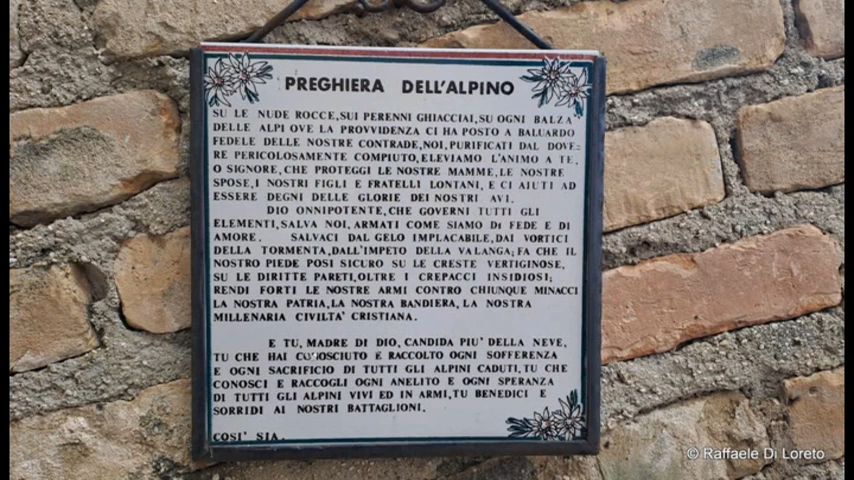 PREGHIERA DELL'ALPINO
SU LE NUDE ROCCE,SUI PERENNI GHIACCIAI,SU OGNI BALZA
DELLE ALPI OVE LA PROVVIDENZA CI HA POSTO A BALUARDO
FEDELE DELLE NOSTRE CONTRADE,NOI,PURIFICATI DAL DOVE=
RE PERICOLOSAMENTE COMPIUTO,ELEVIAMO L'ANIMO A TE,
O SIGNORE,CHE PROTEGGI LE NOSTRE MAMME,LE NOSTRE
SPOSE,I NOSTRI FIGLI E FRATELLI LONTANI, E CI AIUTI AD
ESSERE DEGNI DELLE GLORIE DEI NOSTRI AVI.
DIO ONNIPOTENTE,CHE GOVERNI TUTTI GLI
ELEMENTI,SALVA NOI, ARMATI COME SIAMO DI FEDE E DI
AMORE. SALVACI DAL GELO IMPLACABILE,DAI VORTICI
DELLA TORMENTA,DALL'IMPETO DELLA VALANGA; FA CHE IL
NOSTRO PIEDE POSI SICURO SU LE CRESTE VERTIGINOSE,
SU LE DIRITTE PARETI,OLTRE I CREPACCI INSIDIOSI;
RENDI FORTI LE NOSTRE ARMI CONTRO CHIUNQUE MINACCI
LA NOSTRA PATRIA,LA NOSTRA BANDIERA, LA NOSTRA
MILLENARIA CIVILTA' CRISTIANA.
E TU, MADRE DI DIO, CANDIDA PIU' DELLA NEVE,
TU CHE HAI CONOSCIUTO E RACCOLTO OGNI SOFFERENZA
E OGNI SACRIFICIO DI TUTTI GLI ALPINI CADUTI, TU CHE
CONOSCI E RACCOGLI OGNI ANELITO E OGNI SPERANZA
DI TUTTI GLI ALPINI VIVI ED IN ARMI,TU BENEDICI E
SORRIDI AI NOSTRI BATTAGLIONI.
COSI' SIA.
© Raffaele Di Loreto